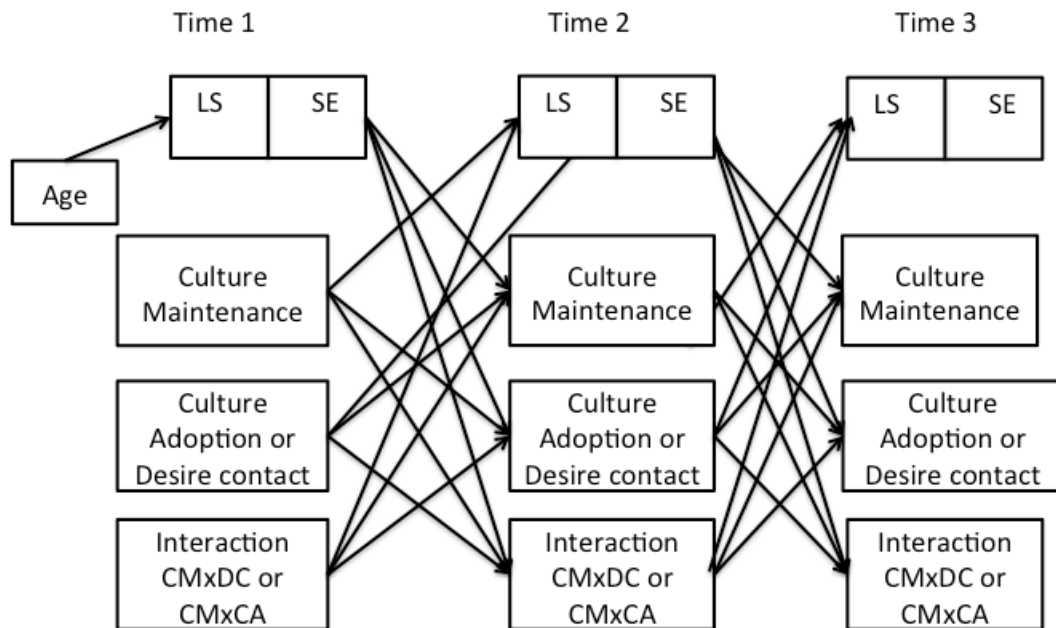 Time 1
Time 2
Time 3
LS
SE
LS
SE
LS
SE
Age
Culture
Maintenance
Culture
Maintenance
Culture
Maintenance
Culture
Adoption or
Desire contact
Culture
Adoption or
Desire contact
Culture
Adoption or
Desire contact
Interaction
CMxDC or
CMxCA
Interaction
CMxDC or
CMxCA
Interaction
CMxDC or
CMxCA